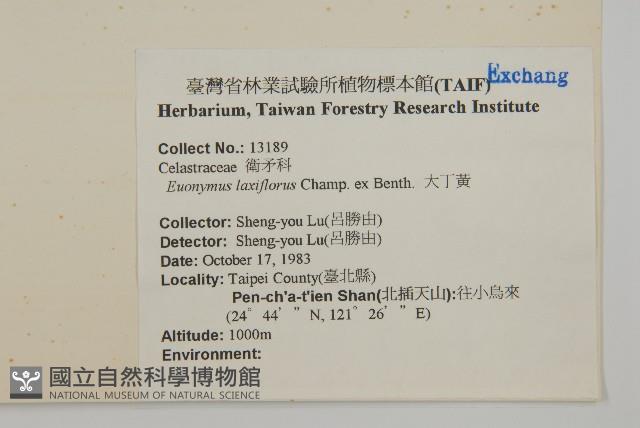 臺灣省林業試驗所植物標本館(TAIF)
Exchang
Herbarium, Taiwan Forestry Research Institute
Collect No.: 13189
Celastraceae 衛矛科
Euonymus laxiflorus Champ. ex Benth. 大丁黃
Collector: Sheng-you Lu(呂勝由)
Detector: Sheng-you Lu(呂勝由)
Date: October 17, 1983
Locality: Taipei County(臺北縣)
Pen-ch'a-t'ien Shan(北插天山):往小烏來
(24° 44' " N, 121° 26' " E)
Altitude: 1000m
Environment:
國立自然科學博物館
NATIONAL MUSEUM OF NATURAL SCIENCE